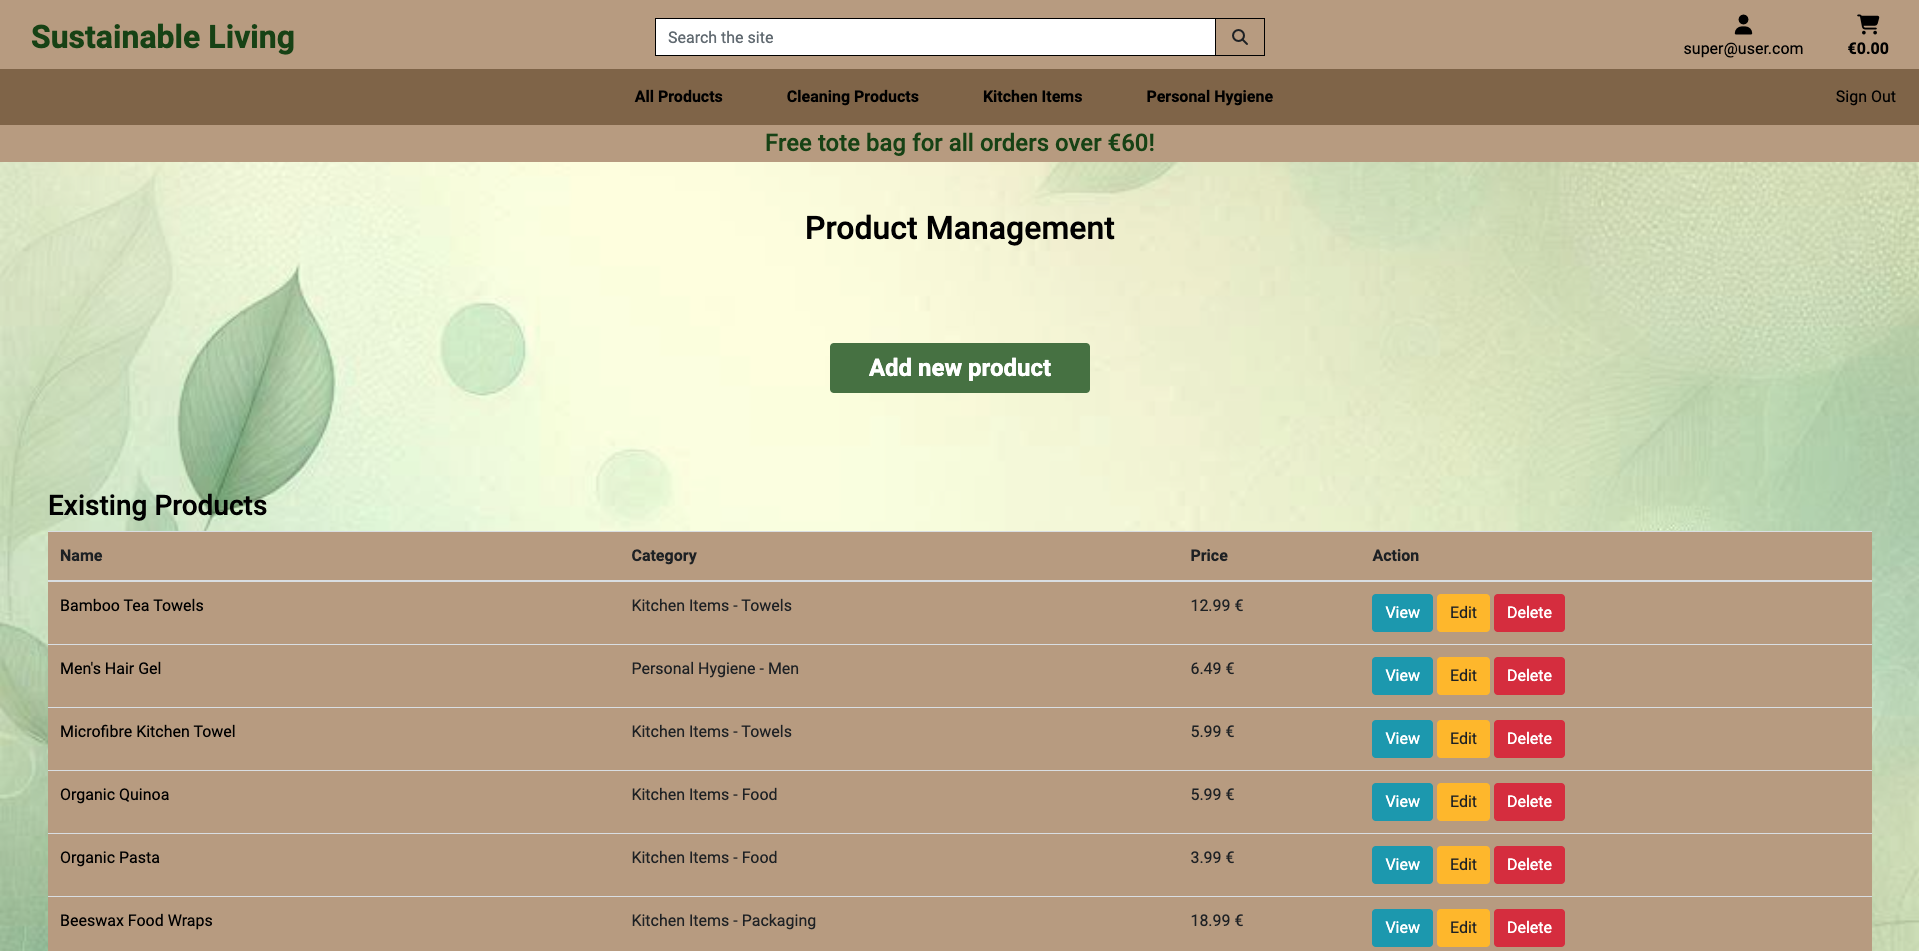 Sustainable Living
Search the site
super@user.com
€0.00
All Products Cleaning Products Kitchen Items Personal Hygiene Sign Out
Free tote bag for all orders over €60!
Product Management
Add new product
Existing Products
Name Category Price Action
Bamboo Tea Towels Kitchen Items - Towels 12.99 € View Edit Delete
Men's Hair Gel Personal Hygiene - Men 6.49 € View Edit Delete
Microfibre Kitchen Towel Kitchen Items - Towels 5.99 € View Edit Delete
Organic Quinoa Kitchen Items - Food 5.99 € View Edit Delete
Organic Pasta Kitchen Items - Food 3.99 € View Edit Delete
Beeswax Food Wraps Kitchen Items - Packaging 18.99 € View Edit Delete